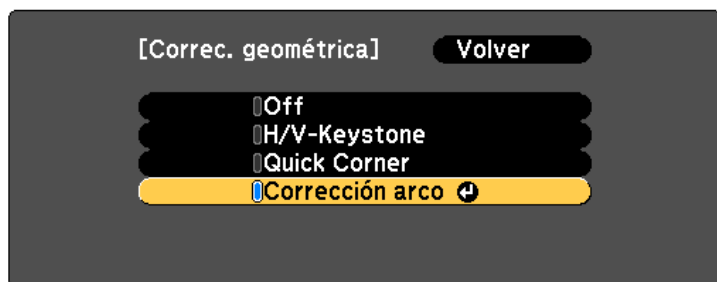 [Correc. geométrica] Volver
Off
H/V-Keystone
Quick Corner
Corrección arco